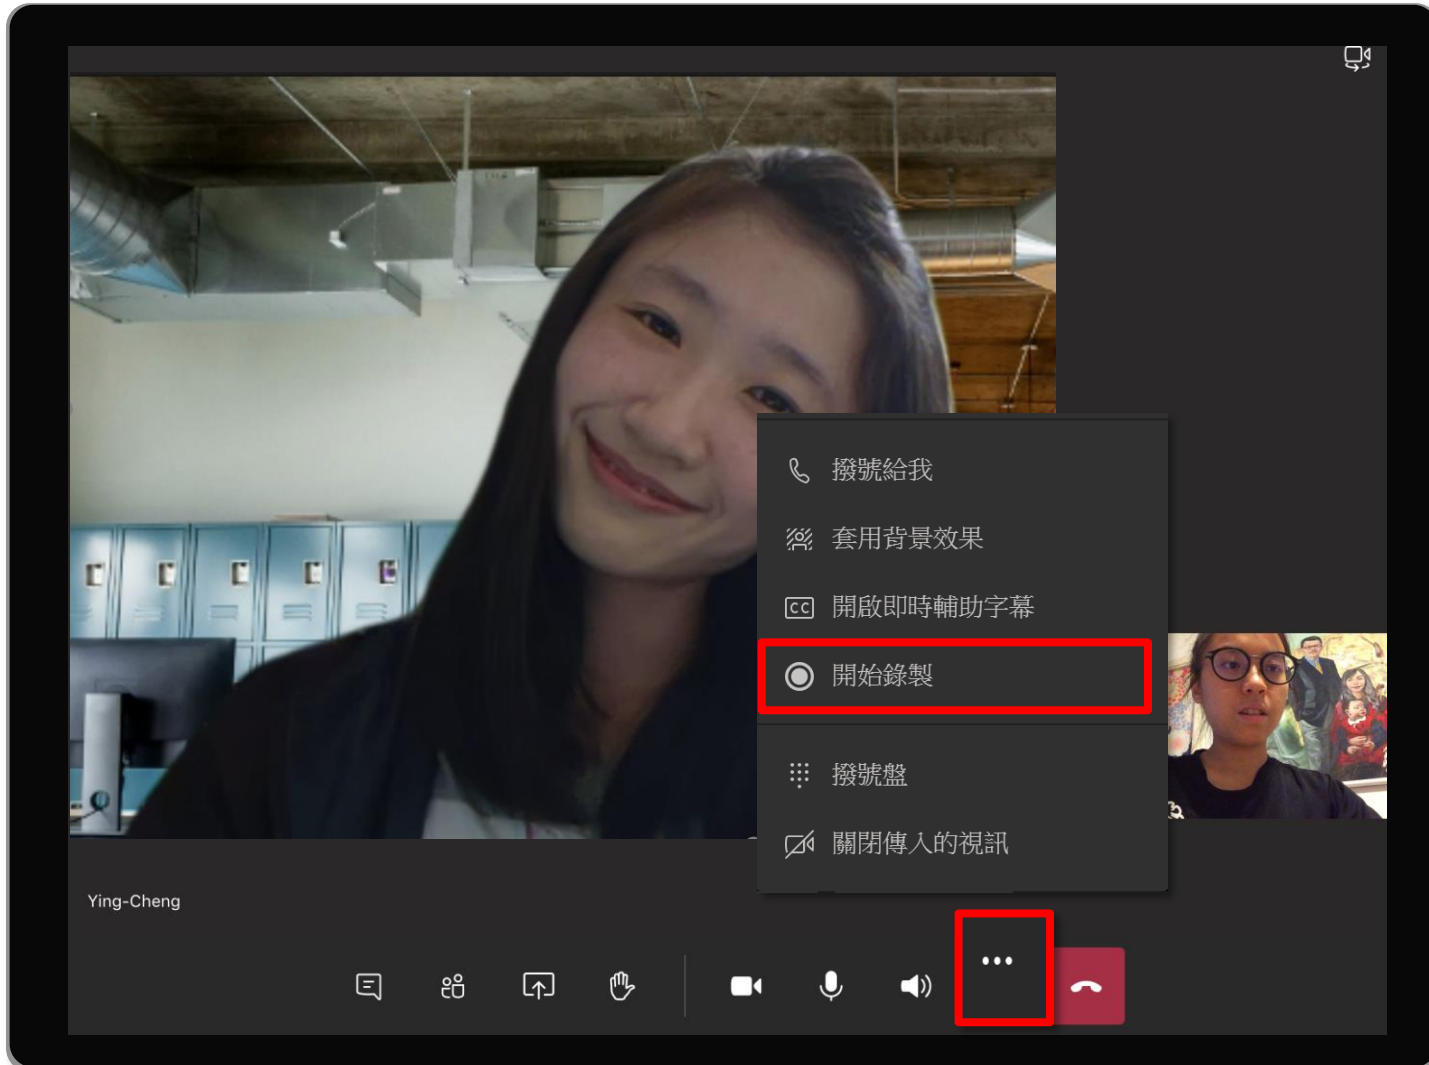 撥號給我
套用背景效果
CC 開啟即時輔助字幕
開始錄製
撥號盤
關閉傳入的視訊
Ying-Cheng